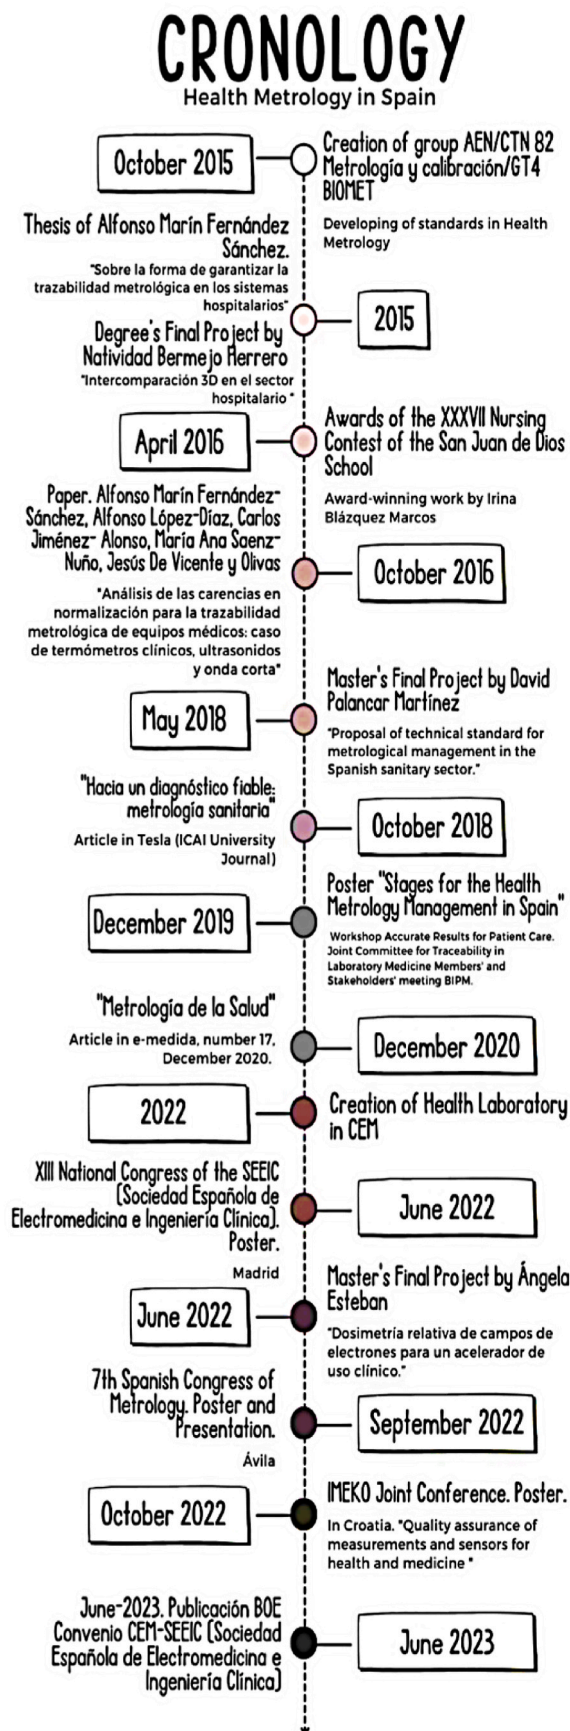 CRONOLOGY
Health Metrology in Spain
October 2015
Creation of group AEN/CTN 82
Metrología y calibración/GT4
BIOMET
Developing of standards in Health
Metrology
Thesis of Alfonso Marín Fernández
Sánchez.
"Sobre la forma de garantizar la
trazabilidad metrológica en los sistemas
hospitalarios"
Degree's Final Project by
Natividad Bermejo Herrero
"Intercomparación 3D en el sector
hospitalario "
2015
April 2016
Awards of the XXXVII Nursing
Contest of the San Juan de Dios
School
Award-winning work by Irina
Blázquez Marcos
Paper. Alfonso Marín Fernández-
Sánchez, Alfonso López-Díaz, Carlos
Jiménez- Alonso, María Ana Saenz-
Nuño, Jesús De Vicente y Olivas
"Análisis de las carencias en
normalización para la trazabilidad
metrológica de equipos médicos: caso
de termómetros clínicos, ultrasonidos
y onda corta"
October 2016
May 2018
Master's Final Project by David
Palancar Martínez
"Proposal of technical standard for
metrological management in the
Spanish sanitary sector."
"Hacia un diagnóstico fiable:
metrología sanitaria"
Article in Tesla (ICAI University
Journal)
October 2018
December 2019
Poster "Stages for the Health
Metrology Management in Spain"
Workshop Accurate Results for Patient Care.
Joint Committee for Traceability in
Laboratory Medicine Members' and
Stakeholders' meeting BIPM.
"Metrología de la Salud"
Article in e-medida, number 17,
December 2020.
December 2020
2022
Creation of Health Laboratory
in CEM
XIII National Congress of the SEEIC
(Sociedad Española de
Electromedicina e Ingeniería Clínica).
Poster.
Madrid
June 2022
June 2022
Master's Final Project by Ángela
Esteban
"Dosimetría relativa de campos de
electrones para un acelerador de
uso clínico."
7th Spanish Congress of
Metrology. Poster and
Presentation.
Ávila
September 2022
October 2022
IMEKO Joint Conference. Poster.
In Croatia. "Quality assurance of
measurements and sensors for
health and medicine "
June-2023. Publicación BOE
Convenio CEM-SEEIC (Sociedad
Española de Electromedicina e
Ingeniería Clínica)
June 2023